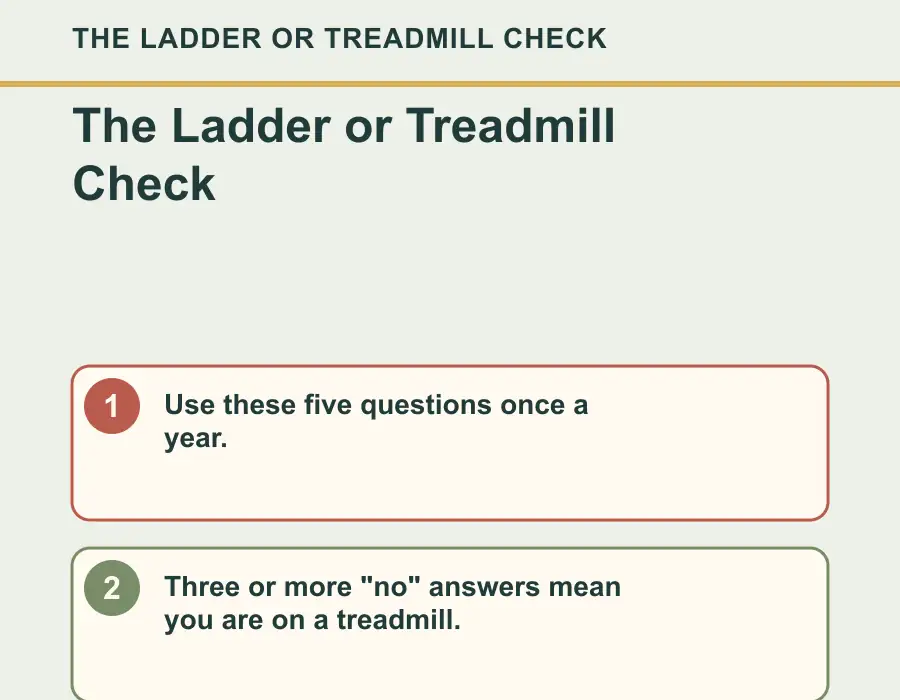 THE LADDER OR TREADMILL CHECK
The Ladder or Treadmill
Check
1
Use these five questions once a
year.
2
Three or more "no" answers mean
you are on a treadmill.